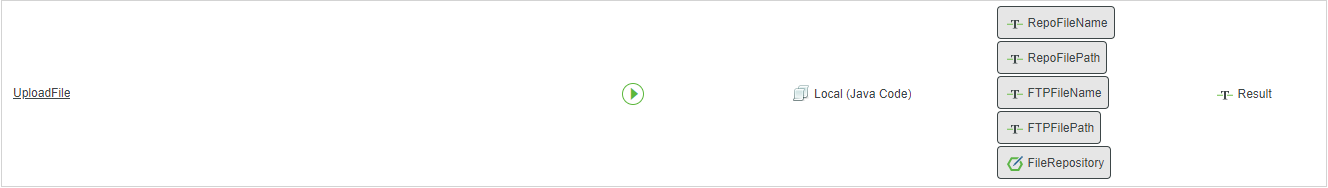 UploadFile
Local (Java Code)
RepoFileName
RepoFilePath
FTPFileName
FTPFilePath
FileRepository
Result